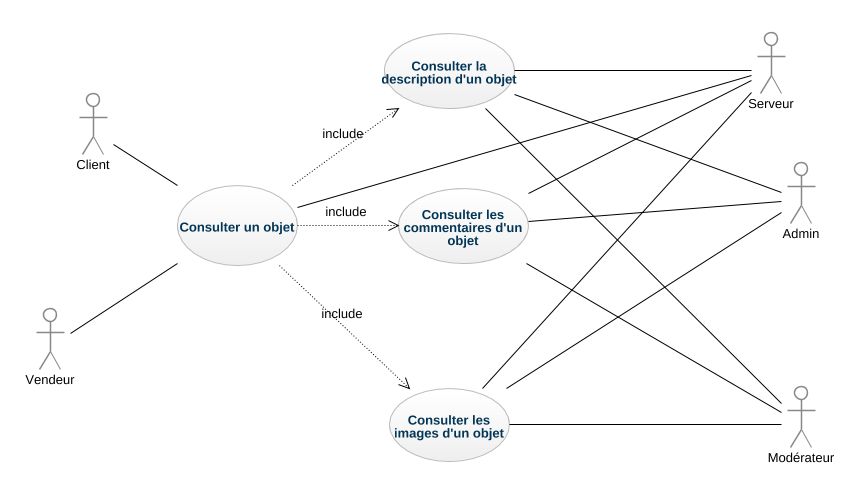 Consulter la
description d'un objet
Serveur
include
Client
Consulter un objet
include
Consulter les
commentaires d'un
objet
Admin
include
Vendeur
Consulter les
images d'un objet
Modérateur